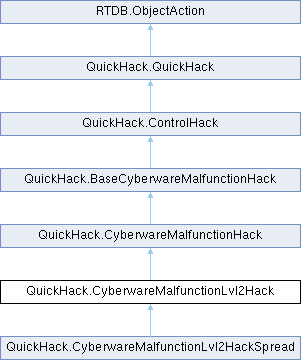 RTDB.ObjectAction
QuickHack.QuickHack
QuickHack.ControlHack
QuickHack.BaseCyberwareMalfunctionHack
QuickHack.CyberwareMalfunctionHack
QuickHack.CyberwareMalfunctionLvl2Hack
QuickHack.CyberwareMalfunctionLvl2HackSpread